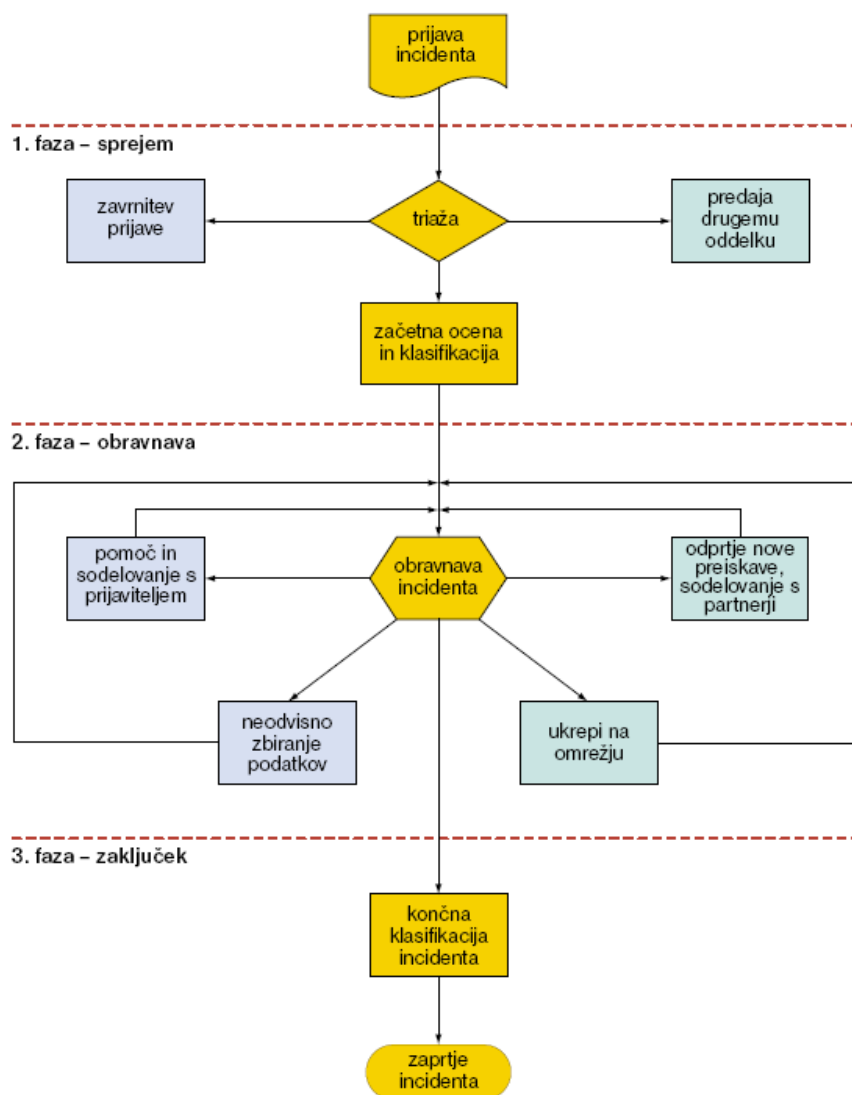 prijava
incidenta
1. faza – sprejem
zavrnitev
prijave
triaža
predaja
drugemu
oddelku
začetna ocena
in klasifikacija
2. faza – obravnava
pomoč in
sodelovanje s
prijaviteljem
obravnava
incidenta
odprtje nove
preiskave,
sodelovanje s
partnerji
neodvisno
zbiranje
podatkov
ukrepi na
omrežju
3. faza – zaključek
končna
klasifikacija
incidenta
zaprtje
incidenta